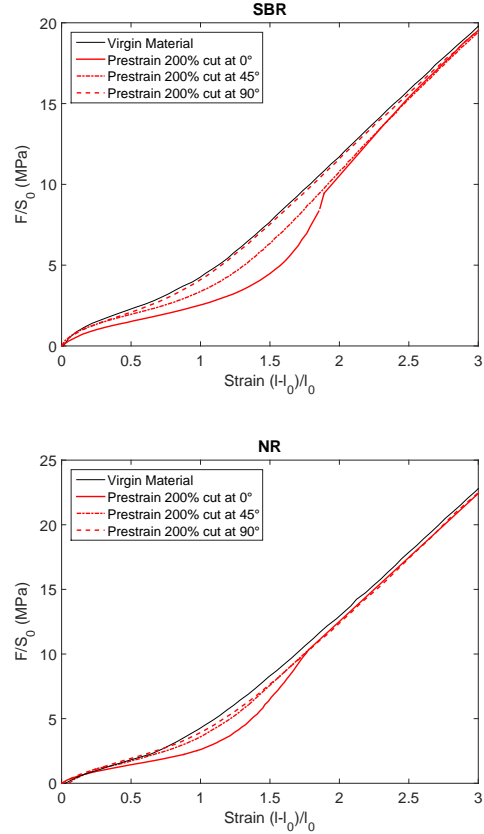 SBR
20
15
10
5
0
F/S0 (MPa)
Virgin Material
Prestrain 200% cut at 0°
Prestrain 200% cut at 45°
Prestrain 200% cut at 90°
0 0.5 1 1.5 2 2.5 3
Strain (l-l0)/l0
NR
25
20
15
10
5
0
F/S0 (MPa)
Virgin Material
Prestrain 200% cut at 0°
Prestrain 200% cut at 45°
Prestrain 200% cut at 90°
0 0.5 1 1.5 2 2.5 3
Strain (l-l0)/l0